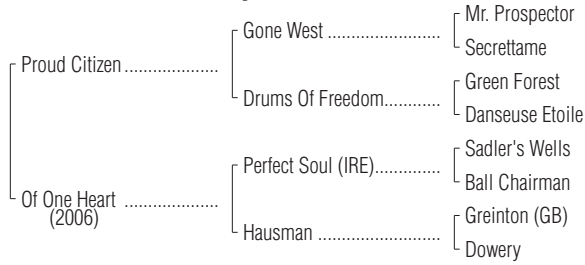 Mr. Prospector
Gone West ......................
Secrettame
Proud Citizen ...................
Green Forest
Drums Of Freedom............
Danseuse Etoile
Sadler's Wells
Perfect Soul (IRE)..............
Ball Chairman
Of One Heart ...................
(2006)
Greinton (GB)
Hausman ........................
Dowery